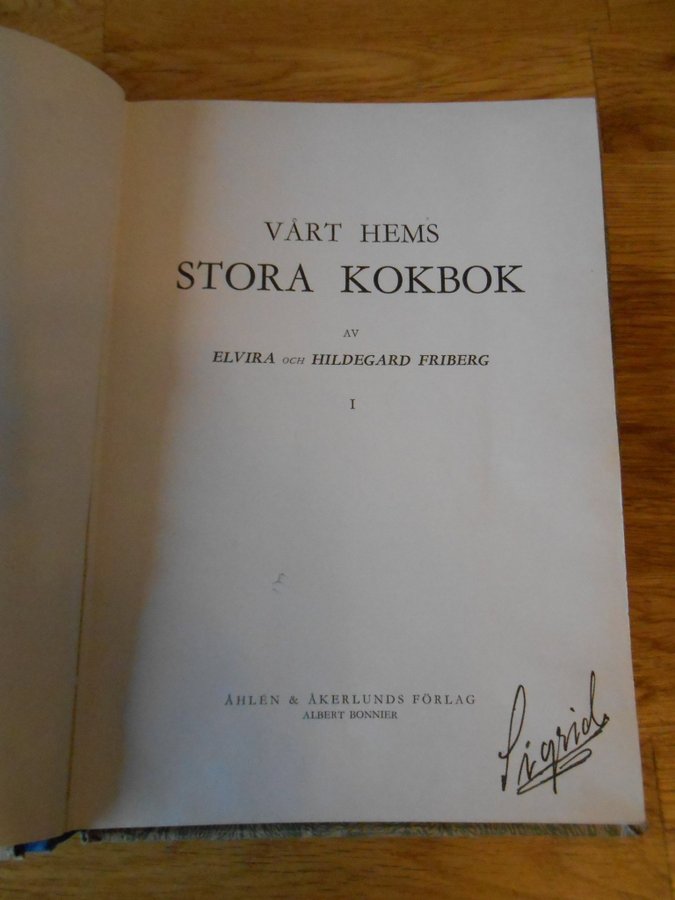 VÅRT HEMS
STORA KOKBOK
AV
ELVIRA OCH HILDEGARD FRIBERG
I
ÅHLÉN & ÅKERLUNDS FÖRLAG
ALBERT BONNIER
Sigrid